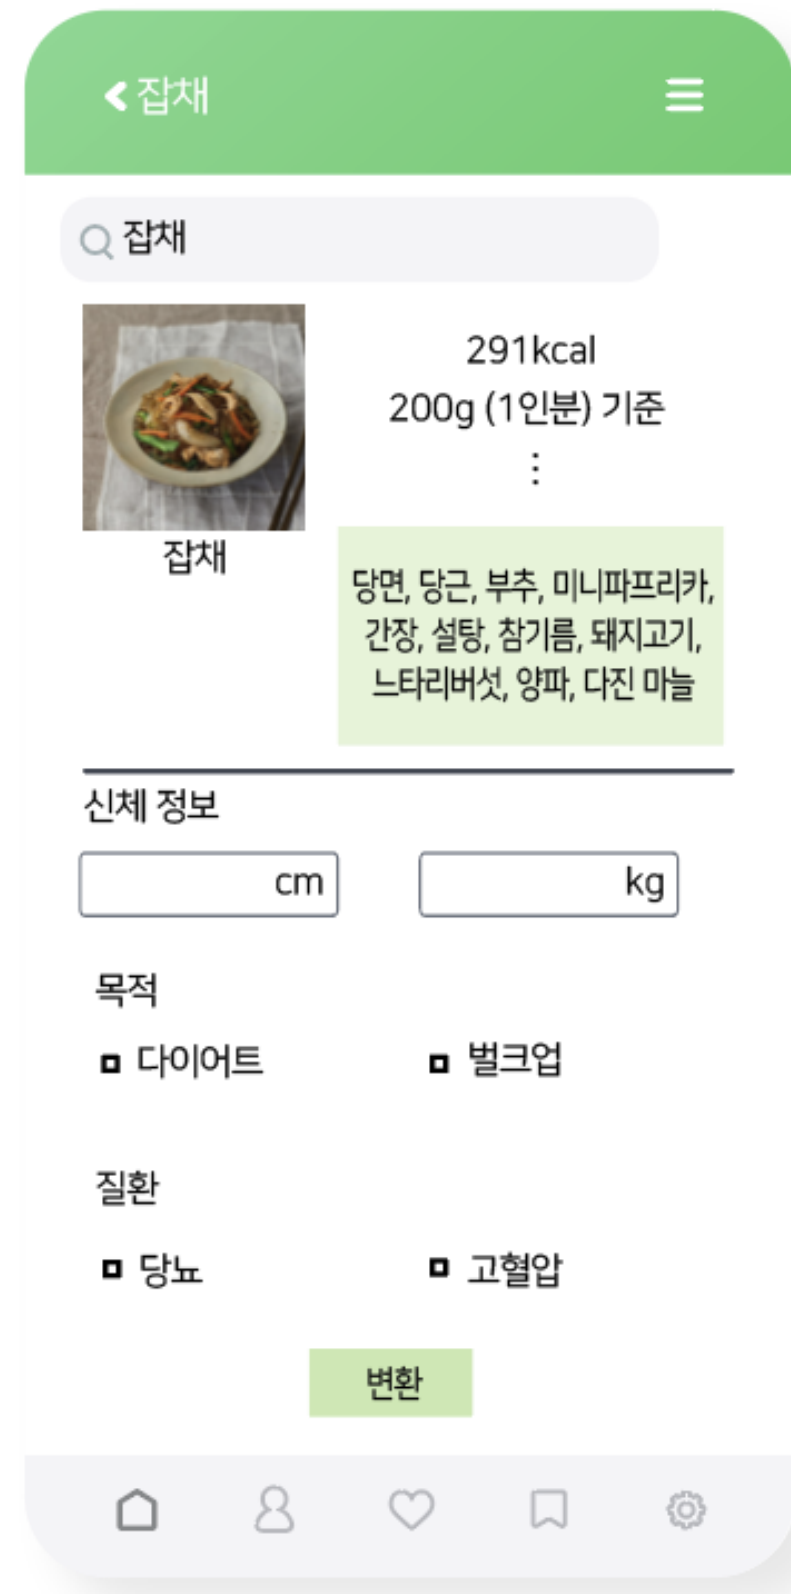 잡채
잡채
291kcal
200g (1인분) 기준
⋮
잡채
당면, 당근, 부추, 미니파프리카,
간장, 설탕, 참기름, 돼지고기,
느타리버섯, 양파, 다진 마늘
신체 정보
cm
kg
목적
다이어트
벌크업
질환
당뇨
고혈압
변환